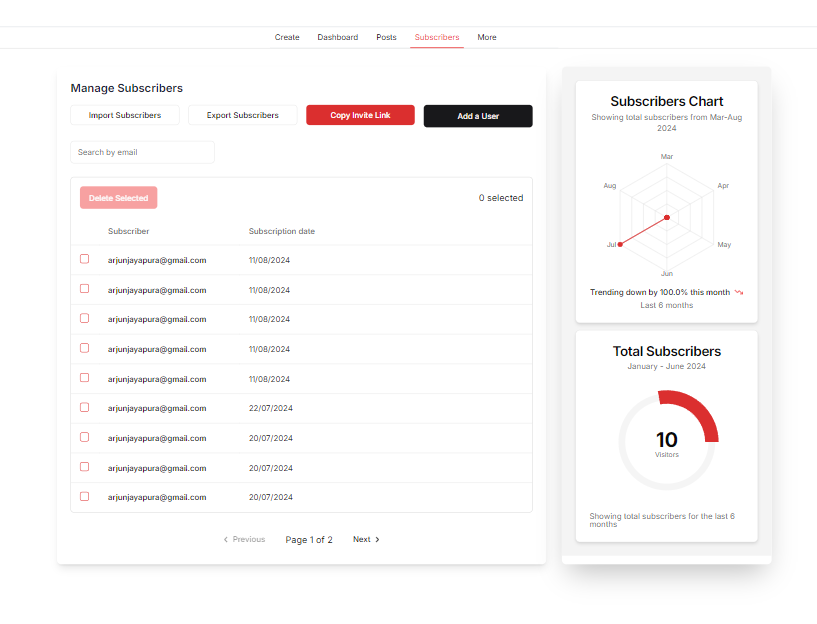 Create Dashboard Posts Subscribers More
Manage Subscribers
Import Subscribers Export Subscribers Copy Invite Link Add a User
Search by email
Delete Selected 0 selected
Subscriber Subscription date
arjunjayapura@gmail.com 11/08/2024
arjunjayapura@gmail.com 11/08/2024
arjunjayapura@gmail.com 11/08/2024
arjunjayapura@gmail.com 11/08/2024
arjunjayapura@gmail.com 11/08/2024
arjunjayapura@gmail.com 22/07/2024
arjunjayapura@gmail.com 20/07/2024
arjunjayapura@gmail.com 20/07/2024
arjunjayapura@gmail.com 20/07/2024
Previous Page 1 of 2 Next
Subscribers Chart
Showing total subscribers from Mar-Aug
2024
Mar
Aug Apr
Jul May
Jun
Trending down by 100.0% this month
Last 6 months
Total Subscribers
January - June 2024
10
Visitors
Showing total subscribers for the last 6
months